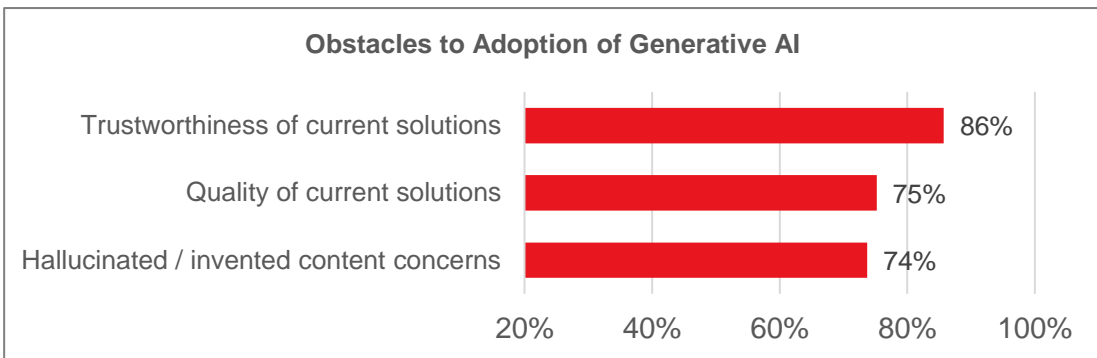 Obstacles to Adoption of Generative AI
Trustworthiness of current solutions 86%
Quality of current solutions 75%
Hallucinated / invented content concerns 74%
20% 40% 60% 80% 100%